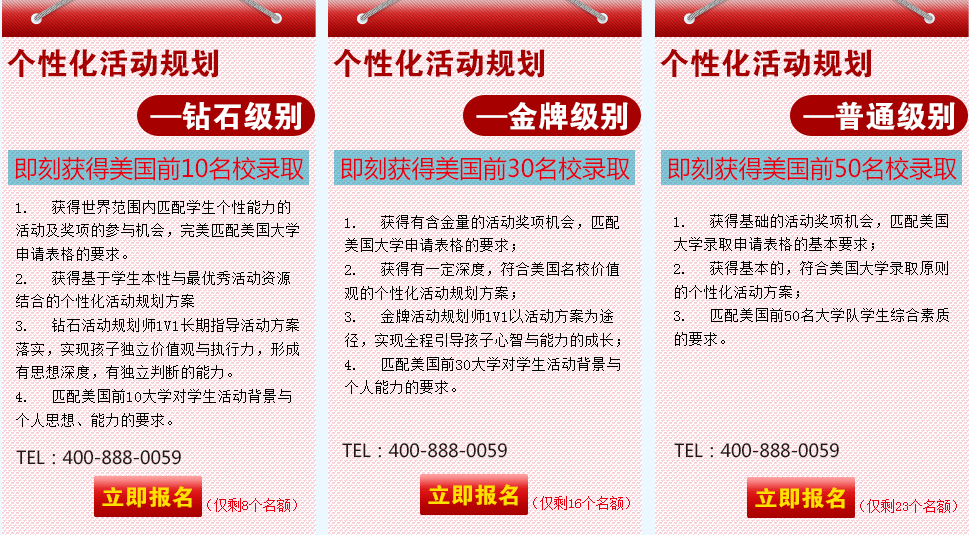 个性化活动规划
—钻石级别
即刻获得美国前10名校录取
1. 获得世界范围内匹配学生个性能力的
活动及奖项的参与机会，完美匹配美国大学
申请表格的要求。
2. 获得基于学生本性与最优秀活动资源
结合的个性化活动规划方案
3. 钻石活动规划师1V1长期指导活动方案
落实，实现孩子独立价值观与执行力，形成
有思想深度，有独立判断的能力。
4. 匹配美国前10大学对学生活动背景与
个人思想、能力的要求。
TEL：400-888-0059
立即报名（仅剩8个名额）
个性化活动规划
—金牌级别
即刻获得美国前30名校录取
1. 获得有含金量的活动奖项机会，匹配
美国大学申请表格的要求；
2. 获得有一定深度，符合美国名校价值
观的个性化活动规划方案；
3. 金牌活动规划师1V1以活动方案为途
径，实现全程引导孩子心智与能力的成长；
4. 匹配美国前30大学对学生活动背景与
个人能力的要求。
TEL：400-888-0059
立即报名（仅剩16个名额）
个性化活动规划
—普通级别
即刻获得美国前50名校录取
1. 获得基础的活动奖项机会，匹配美国
大学录取申请表格的基本要求；
2. 获得基本的，符合美国大学录取原则
的个性化活动方案；
3. 匹配美国前50名大学队学生综合素质
的要求。
TEL：400-888-0059
立即报名（仅剩23个名额）